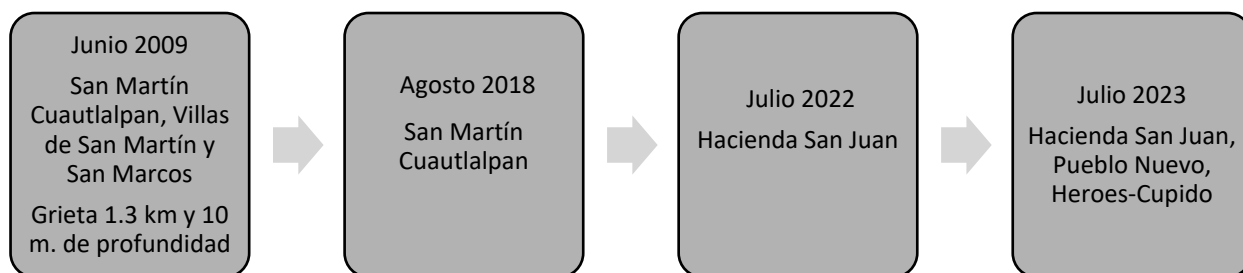 Junio 2009
San Martín
Cuautlalpan, Villas
de San Martín y
San Marcos
Grieta 1.3 km y 10
m. de profundidad
Agosto 2018
San Martín
Cuautlalpan
Julio 2022
Hacienda San Juan
Julio 2023
Hacienda San Juan,
Pueblo Nuevo,
Heroes-Cupido